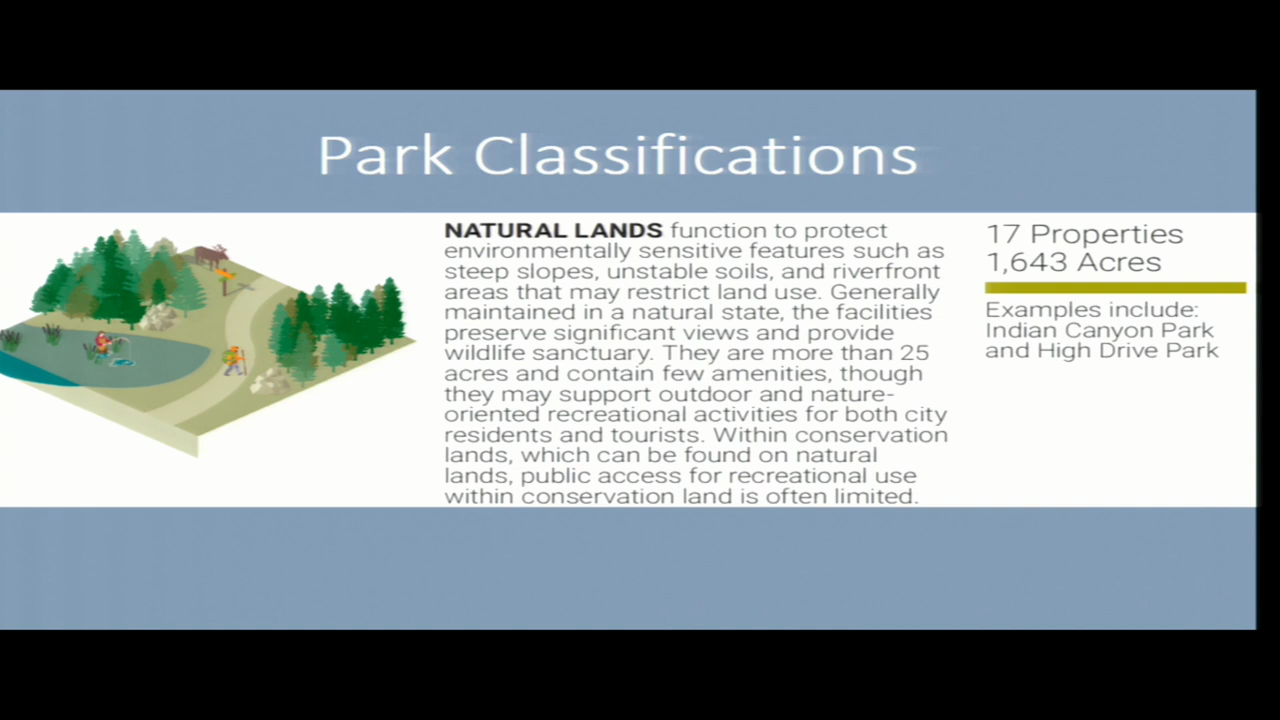 Park Classifications
NATURAL LANDS function to protect
environmentally sensitive features such as
steep slopes, unstable soils, and riverfront
areas that may restrict land use. Generally
maintained in a natural state, the facilities
preserve significant views and provide
wildlife sanctuary. They are more than 25
acres and contain few amenities, though
they may support outdoor and nature-
oriented recreational activities for both city
residents and tourists. Within conservation
lands, which can be found on natural
lands, public access for recreational use
within conservation land is often limited.
17 Properties
1,643 Acres
Examples include:
Indian Canyon Park
and High Drive Park